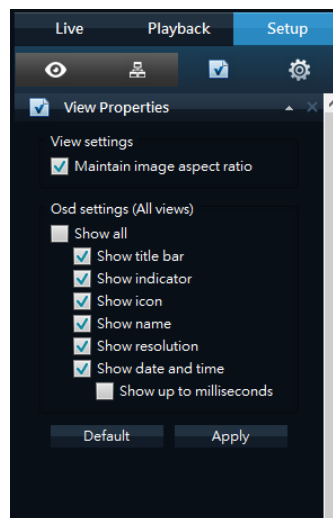 Live Playback Setup
View Properties
View settings
Maintain image aspect ratio
Osd settings (All views)
Show all
Show title bar
Show indicator
Show icon
Show name
Show resolution
Show date and time
Show up to milliseconds
Default Apply